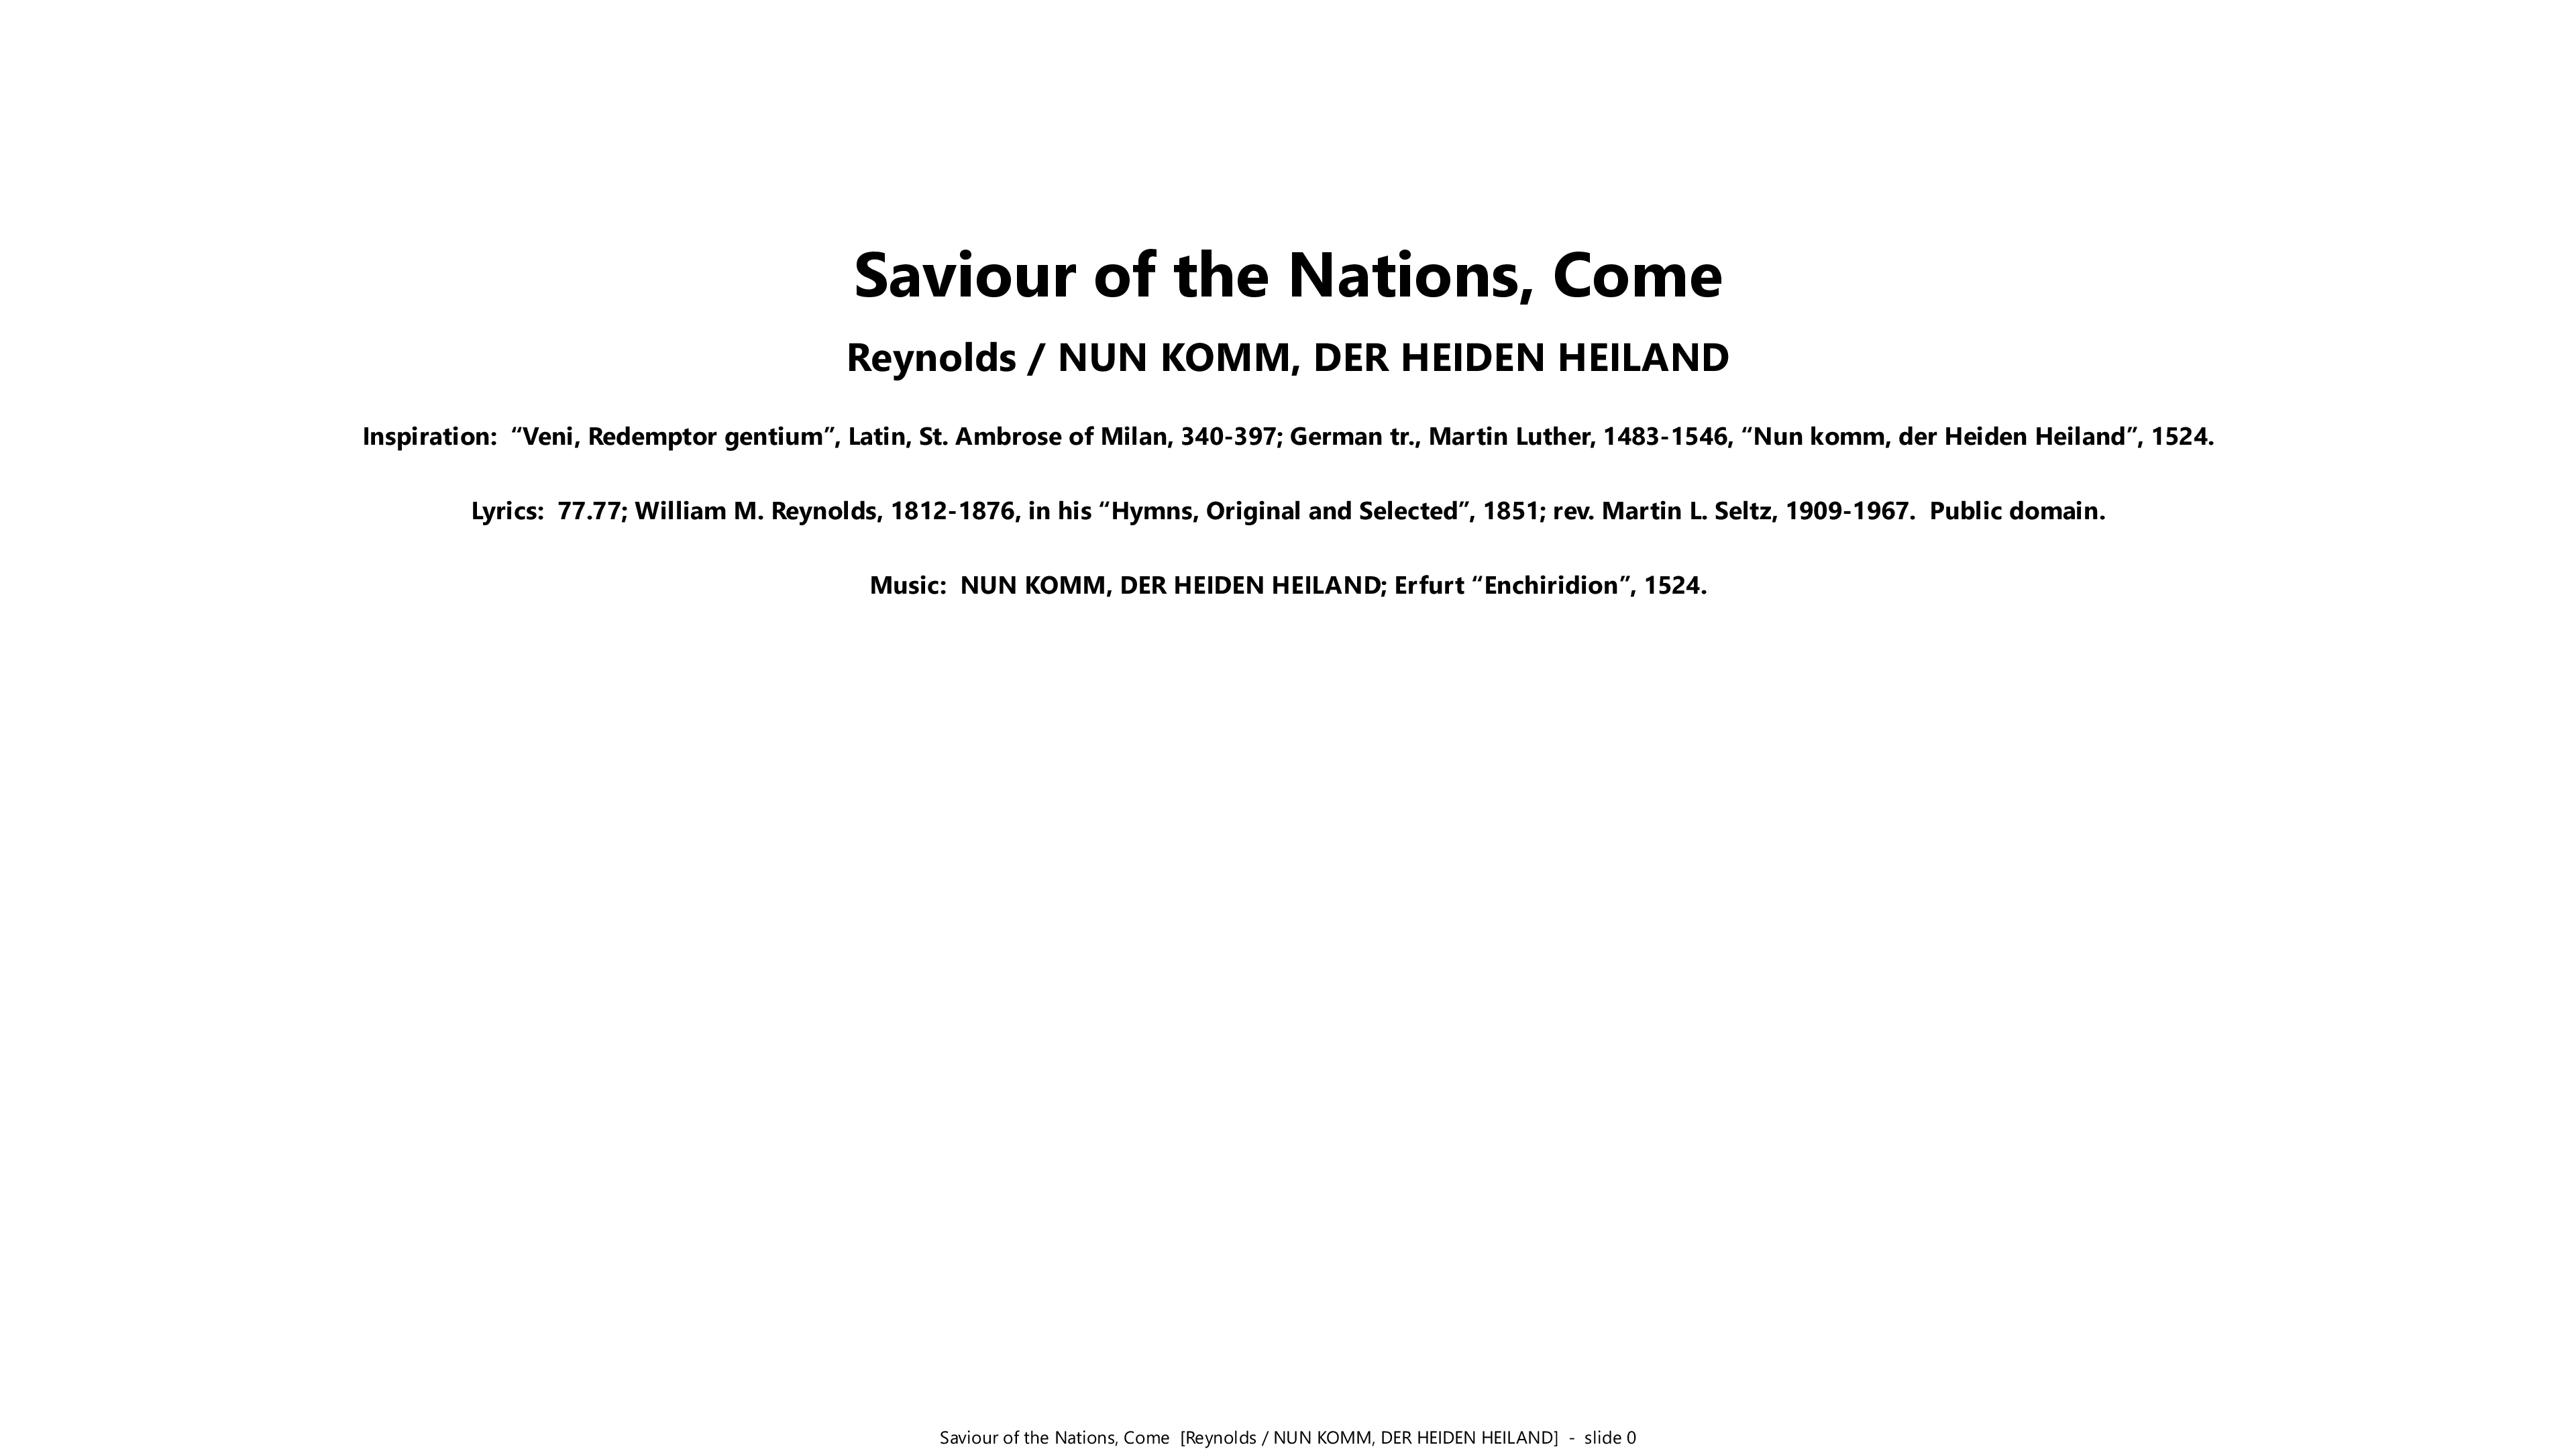 Saviour of the Nations, Come
Reynolds / NUN KOMM, DER HEIDEN HEILAND
Inspiration:  “Veni, Redemptor gentium”, Latin, St. Ambrose of Milan, 340-397; German tr., Martin Luther, 1483-1546, “Nun komm, der Heiden Heiland”, 1524.
Lyrics:  77.77; William M. Reynolds, 1812-1876, in his “Hymns, Original and Selected”, 1851; rev. Martin L. Seltz, 1909-1967.  Public domain.
Music:  NUN KOMM, DER HEIDEN HEILAND; Erfurt “Enchiridion”, 1524.
Saviour of the Nations, Come  [Reynolds / NUN KOMM, DER HEIDEN HEILAND]  -  slide 0